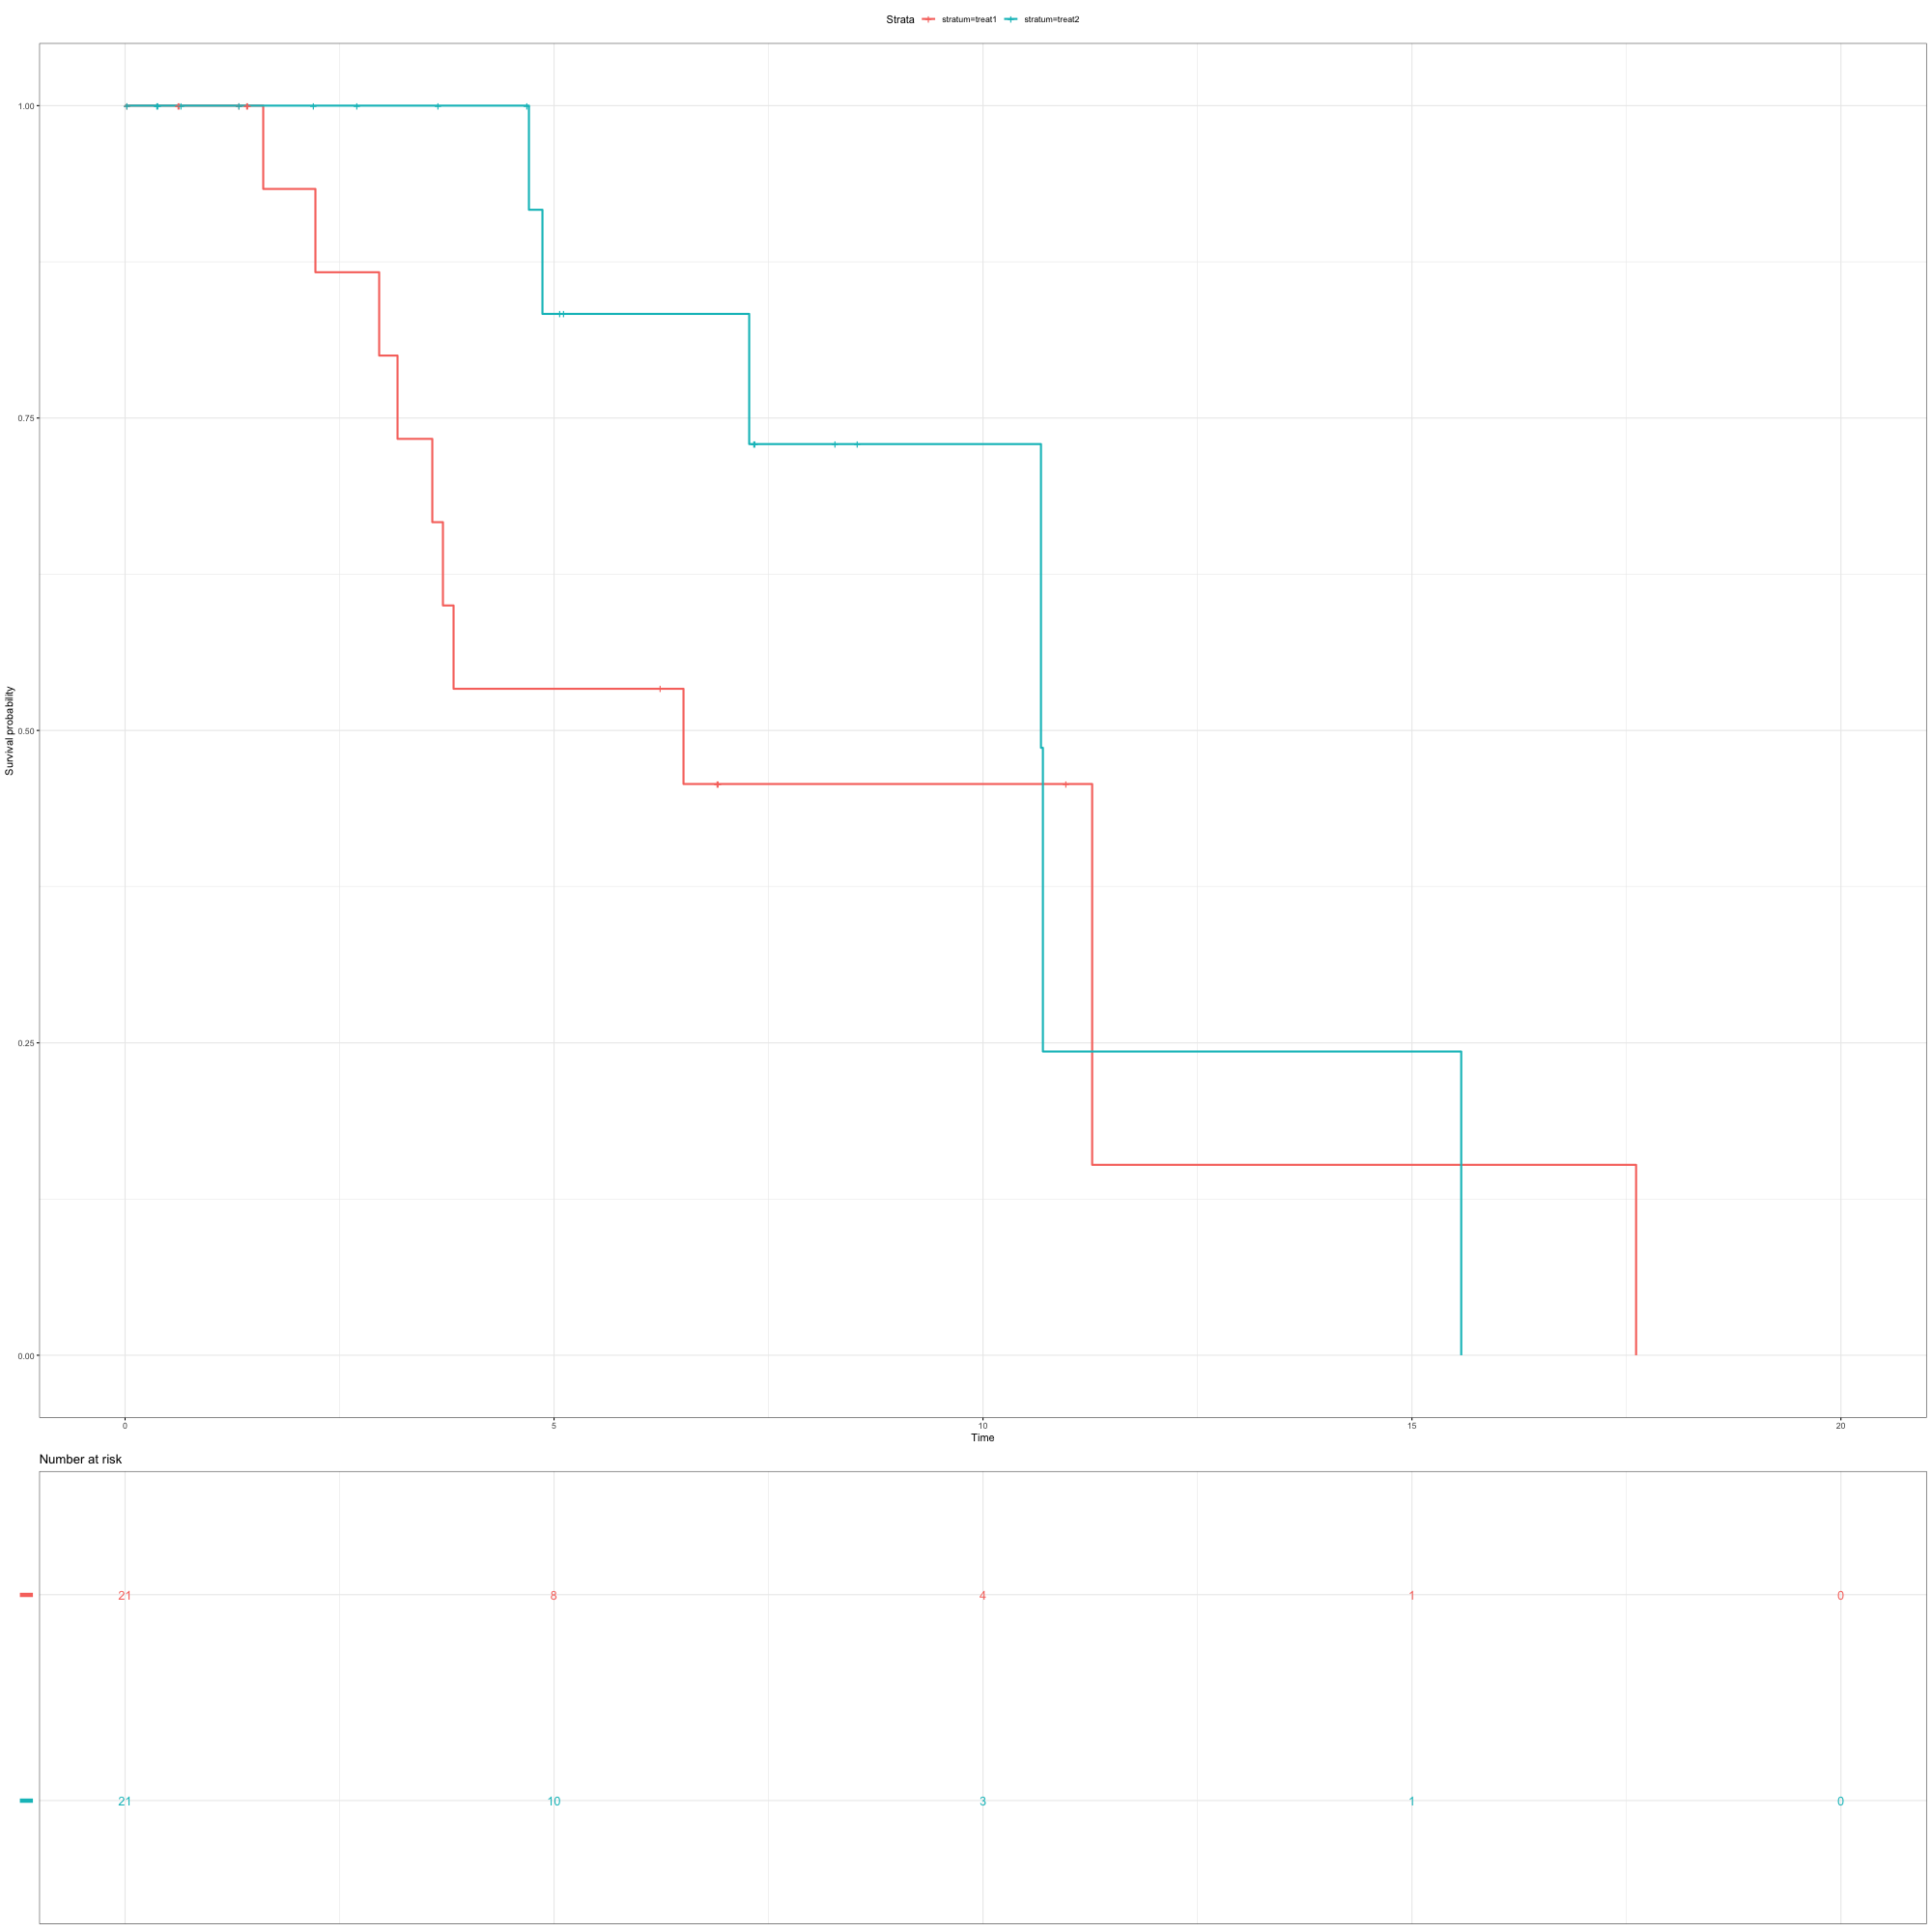 Strata stratum=treat1 stratum=treat2
1.00
0.75
0.50
0.25
0.00
Survival probability
0 5 10 15 20
Time
Number at risk
21 8 4 1 0
21 10 3 1 0